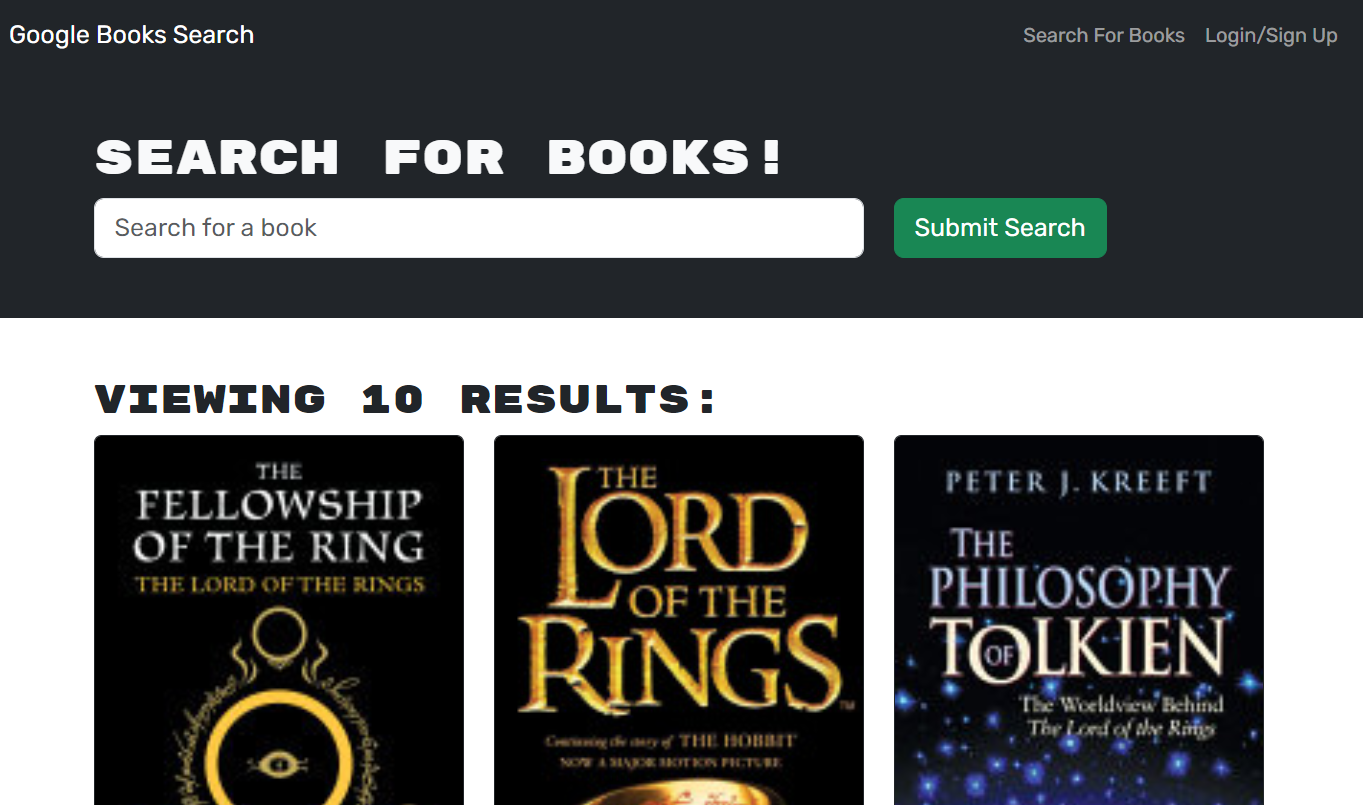 Google Books Search
Search For Books
Login/Sign Up
SEARCH FOR BOOKS!
Search for a book
Submit Search
VIEWING 10 RESULTS:
THE
FELLOWSHIP
OF THE RING
THE LORD OF THE RINGS
THE
LORD
OF THE
RINGS
TM
Continuing the story of THE HOBBIT
NOW A MAJOR MOTION PICTURE
PETER J. KREEFT
THE
PHILOSOPHY
OF
TOLKIEN
The Worldview Behind
The Lord of the Rings